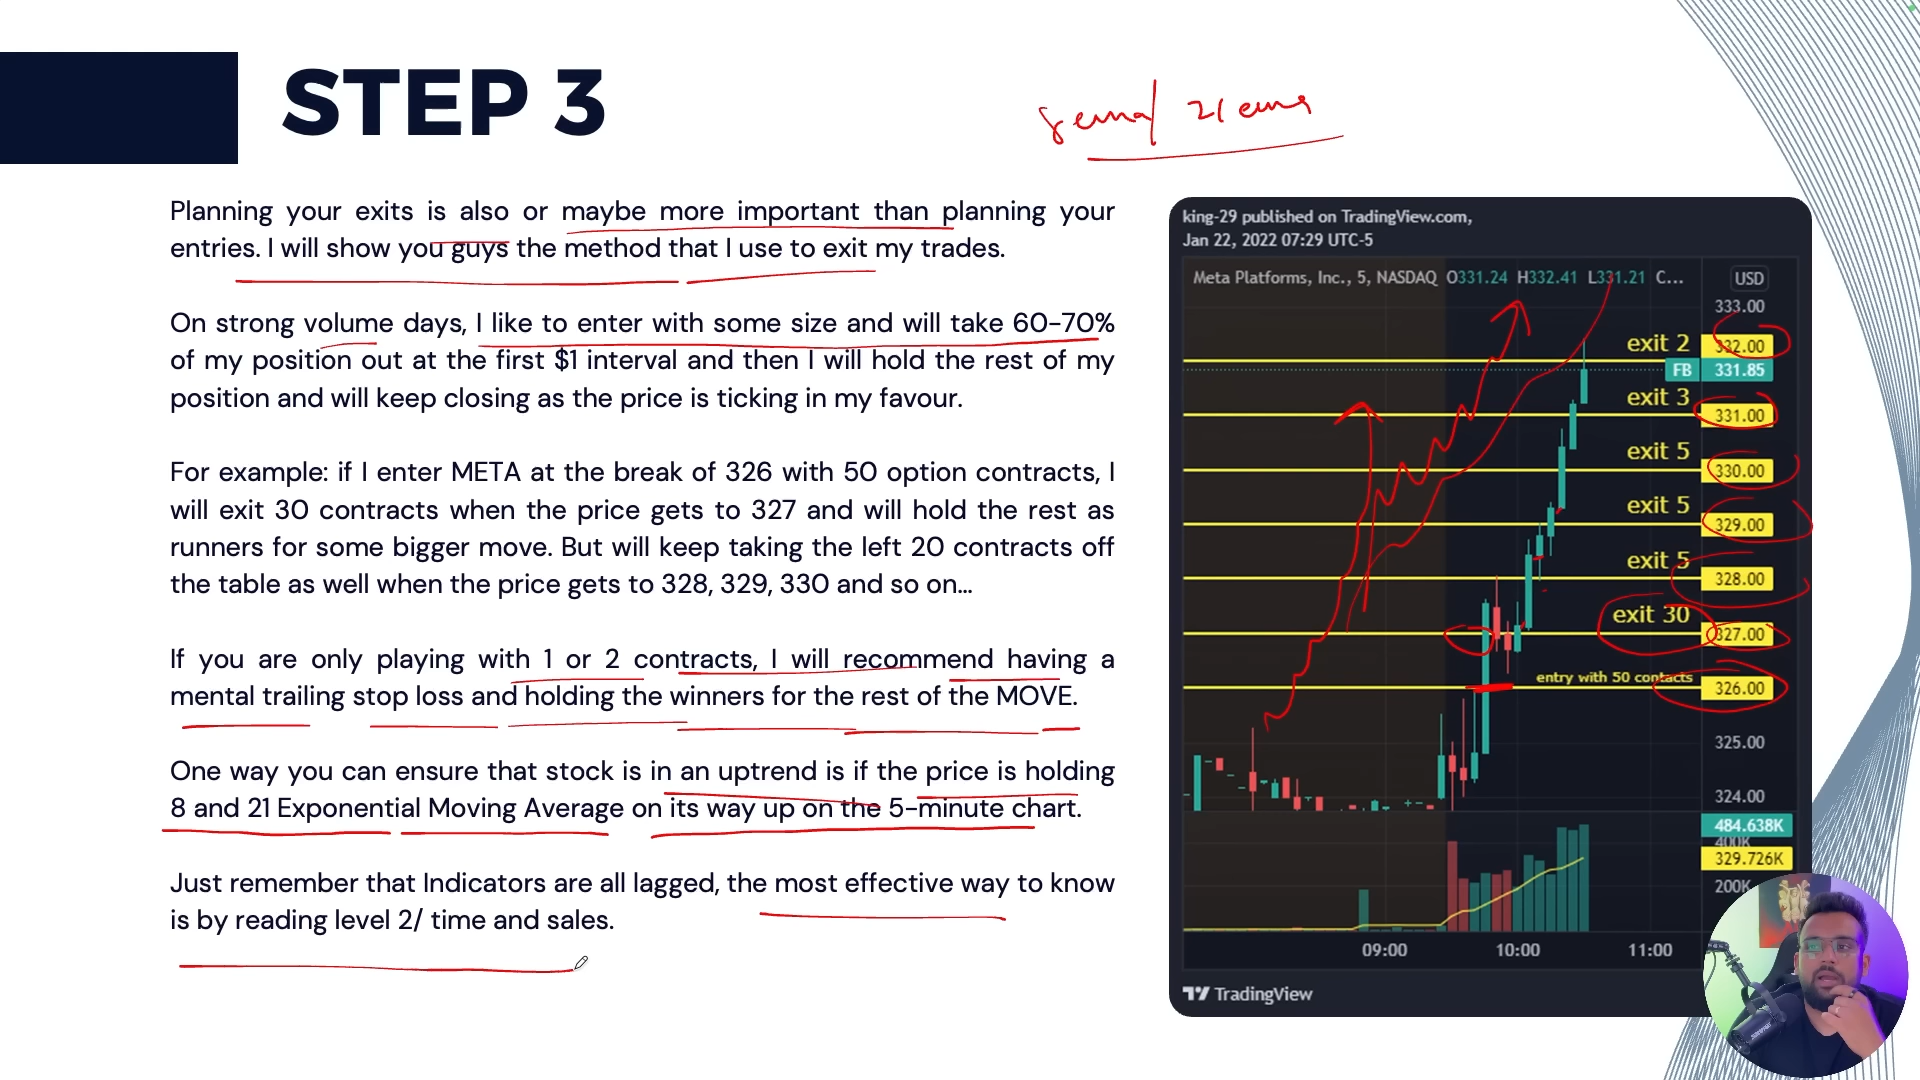 STEP 3
8 ema/ 21 ema
Planning your exits is also or maybe more important than planning your
entries. I will show you guys the method that I use to exit my trades.
On strong volume days, I like to enter with some size and will take 60-70%
of my position out at the first $1 interval and then I will hold the rest of my
position and will keep closing as the price is ticking in my favour.
For example: if I enter META at the break of 326 with 50 option contracts, I
will exit 30 contracts when the price gets to 327 and will hold the rest as
runners for some bigger move. But will keep taking the left 20 contracts off
the table as well when the price gets to 328, 329, 330 and so on...
If you are only playing with 1 or 2 contracts, I will recommend having a
mental trailing stop loss and holding the winners for the rest of the MOVE.
One way you can ensure that stock is in an uptrend is if the price is holding
8 and 21 Exponential Moving Average on its way up on the 5-minute chart.
Just remember that Indicators are all lagged, the most effective way to know
is by reading level 2/ time and sales.
king-29 published on TradingView.com,
Jan 22, 2022 07:29 UTC-5
Meta Platforms, Inc., 5, NASDAQ O331.24 H332.41 L331.21 C... USD
333.00
exit 2 332.00
FB 331.85
exit 3 331.00
exit 5 330.00
exit 5 329.00
exit 5 328.00
exit 30 327.00
entry with 50 contacts 326.00
325.00
324.00
484.638K
400K
329.726K
200K
09:00 10:00 11:00
TradingView